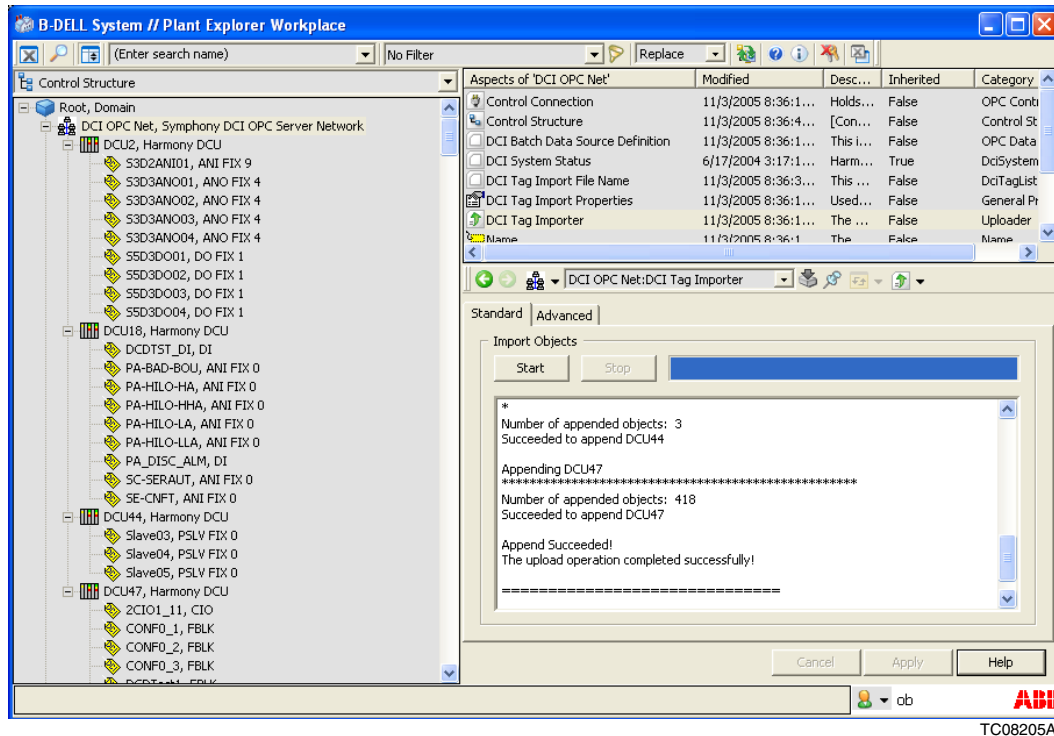 B-DELL System // Plant Explorer Workplace
(Enter search name)
No Filter
Replace
Control Structure
Root, Domain
DCI OPC Net, Symphony DCI OPC Server Network
DCU2, Harmony DCU
S3D2ANI01, ANI FIX 9
S3D3ANO01, ANO FIX 4
S3D3ANO02, ANO FIX 4
S3D3ANO03, ANO FIX 4
S3D3ANO04, ANO FIX 4
S5D3DO01, DO FIX 1
S5D3DO02, DO FIX 1
S5D3DO03, DO FIX 1
S5D3DO04, DO FIX 1
DCU18, Harmony DCU
DCDTST_DI, DI
PA-BAD-BOU, ANI FIX 0
PA-HILO-HA, ANI FIX 0
PA-HILO-HHA, ANI FIX 0
PA-HILO-LA, ANI FIX 0
PA-HILO-LLA, ANI FIX 0
PA_DISC_ALM, DI
SC-SERAUT, ANI FIX 0
SE-CNFT, ANI FIX 0
DCU44, Harmony DCU
Slave03, PSLV FIX 0
Slave04, PSLV FIX 0
Slave05, PSLV FIX 0
DCU47, Harmony DCU
2CIO1_11, CIO
CONF0_1, FBLK
CONF0_2, FBLK
CONF0_3, FBLK
DCDTest1, FBLK
Aspects of 'DCI OPC Net' Modified Desc... Inherited Category
Control Connection 11/3/2005 8:36:1... Holds... False OPC Conti
Control Structure 11/3/2005 8:36:4... [Con... False Control St
DCI Batch Data Source Definition 11/3/2005 8:36:1... This i... False OPC Data
DCI System Status 6/17/2004 3:17:1... Harm... True DciSystem
DCI Tag Import File Name 11/3/2005 8:36:3... This ... False DciTagList
DCI Tag Import Properties 11/3/2005 8:36:1... Used... False General Pr
DCI Tag Importer 11/3/2005 8:36:1... The ... False Uploader
Name 11/3/2005 8:36:1 The False Name
DCI OPC Net:DCI Tag Importer
Standard Advanced
Import Objects
Start Stop
*
Number of appended objects: 3
Succeeded to append DCU44
Appending DCU47
******************************************************
Number of appended objects: 418
Succeeded to append DCU47
Append Succeeded!
The upload operation completed successfully!
==============================
Cancel Apply Help
ob
ABB
TC08205A